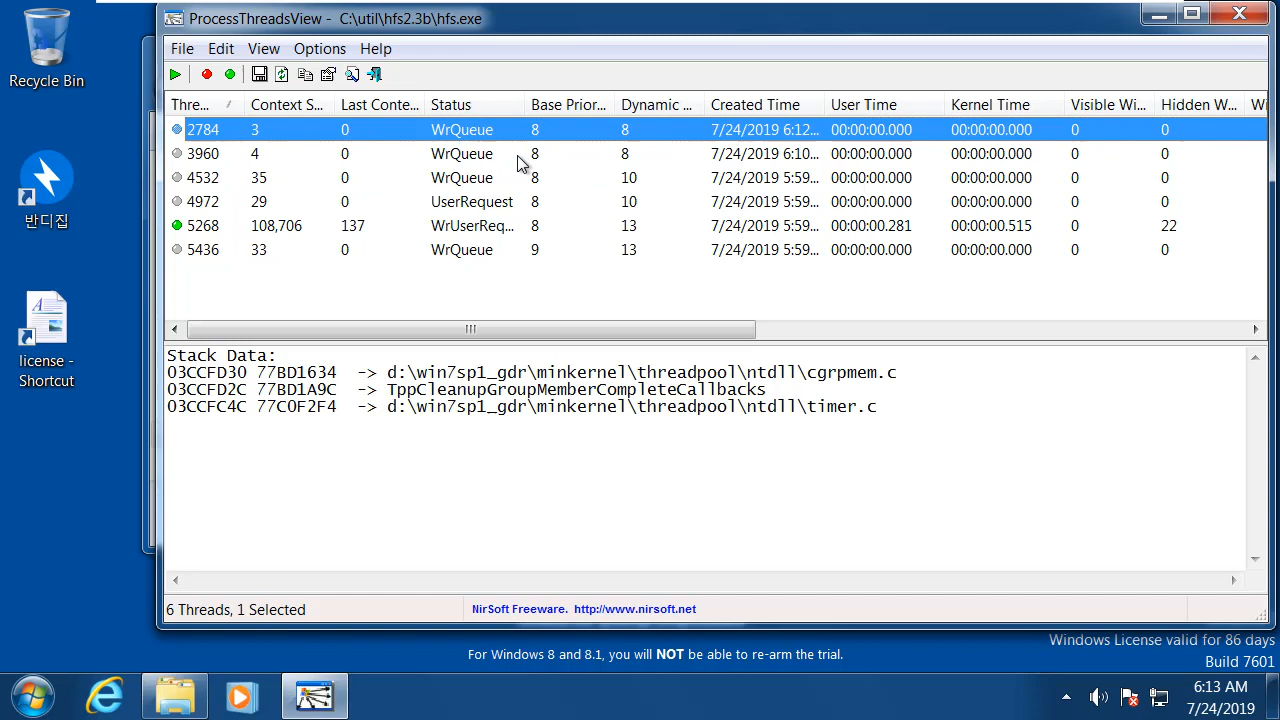 Recycle Bin
반디집
license -
Shortcut
ProcessThreadsView - C:\util\hfs2.3b\hfs.exe
File Edit View Options Help
Thre... Context S... Last Conte... Status Base Prior... Dynamic ... Created Time User Time Kernel Time Visible Wi... Hidden W... Wi
2784 3 0 WrQueue 8 8 7/24/2019 6:12... 00:00:00.000 00:00:00.000 0 0
3960 4 0 WrQueue 8 8 7/24/2019 6:10... 00:00:00.000 00:00:00.000 0 0
4532 35 0 WrQueue 8 10 7/24/2019 5:59... 00:00:00.000 00:00:00.000 0 0
4972 29 0 UserRequest 8 10 7/24/2019 5:59... 00:00:00.000 00:00:00.000 0 0
5268 108,706 137 WrUserReq... 8 13 7/24/2019 5:59... 00:00:00.281 00:00:00.515 17 22
5436 33 0 WrQueue 9 13 7/24/2019 5:59... 00:00:00.000 00:00:00.000 0 0
Stack Data:
03CCFD30 77BD1634 -> d:\win7sp1_gdr\minkernel\threadpool\ntdll\cgrpmem.c
03CCFD2C 77BD1A9C -> TppCleanupGroupMemberCompleteCallbacks
03CCFC4C 77C0F2F4 -> d:\win7sp1_gdr\minkernel\threadpool\ntdll\timer.c
6 Threads, 1 Selected
NirSoft Freeware. http://www.nirsoft.net
For Windows 8 and 8.1, you will NOT be able to re-arm the trial.
Windows License valid for 86 days
Build 7601
6:13 AM
7/24/2019